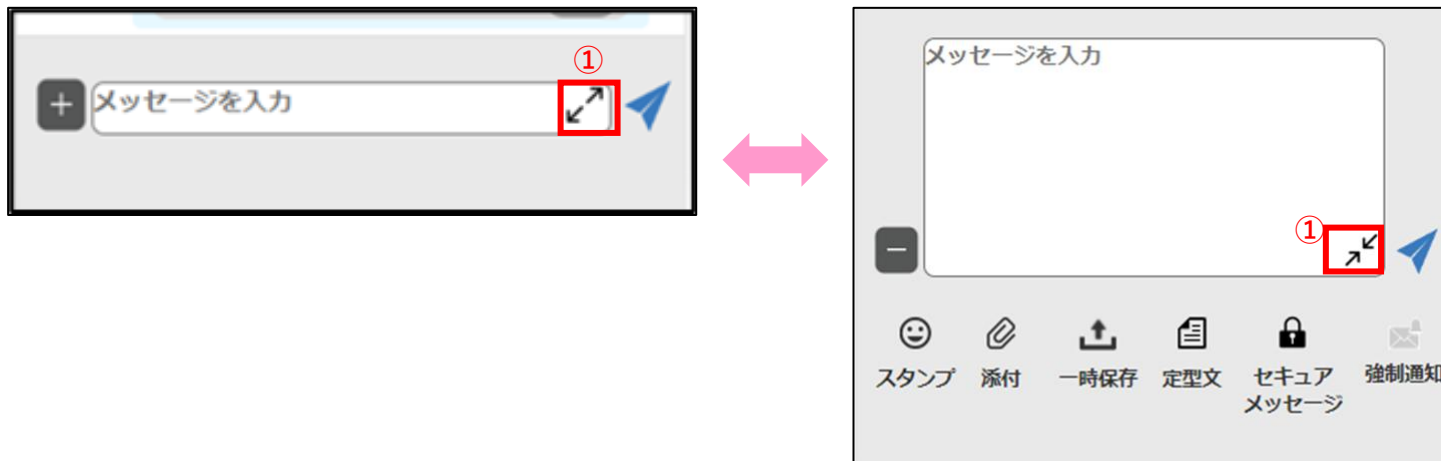 ①
メッセージを入力
メッセージを入力
①
スタンプ
添付
一時保存
定型文
セキュア
メッセージ
強制通知